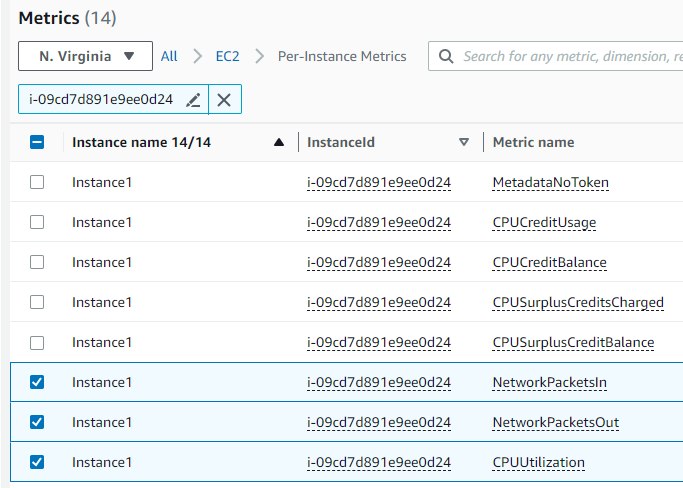 Metrics (14)
N. Virginia All EC2 Per-Instance Metrics Search for any metric, dimension, re
i-09cd7d891e9ee0d24
Instance name 14/14 InstanceId Metric name
Instance1 i-09cd7d891e9ee0d24 MetadataNoToken
Instance1 i-09cd7d891e9ee0d24 CPUCreditUsage
Instance1 i-09cd7d891e9ee0d24 CPUCreditBalance
Instance1 i-09cd7d891e9ee0d24 CPUSurplusCreditsCharged
Instance1 i-09cd7d891e9ee0d24 CPUSurplusCreditBalance
Instance1 i-09cd7d891e9ee0d24 NetworkPacketsIn
Instance1 i-09cd7d891e9ee0d24 NetworkPacketsOut
Instance1 i-09cd7d891e9ee0d24 CPUUtilization